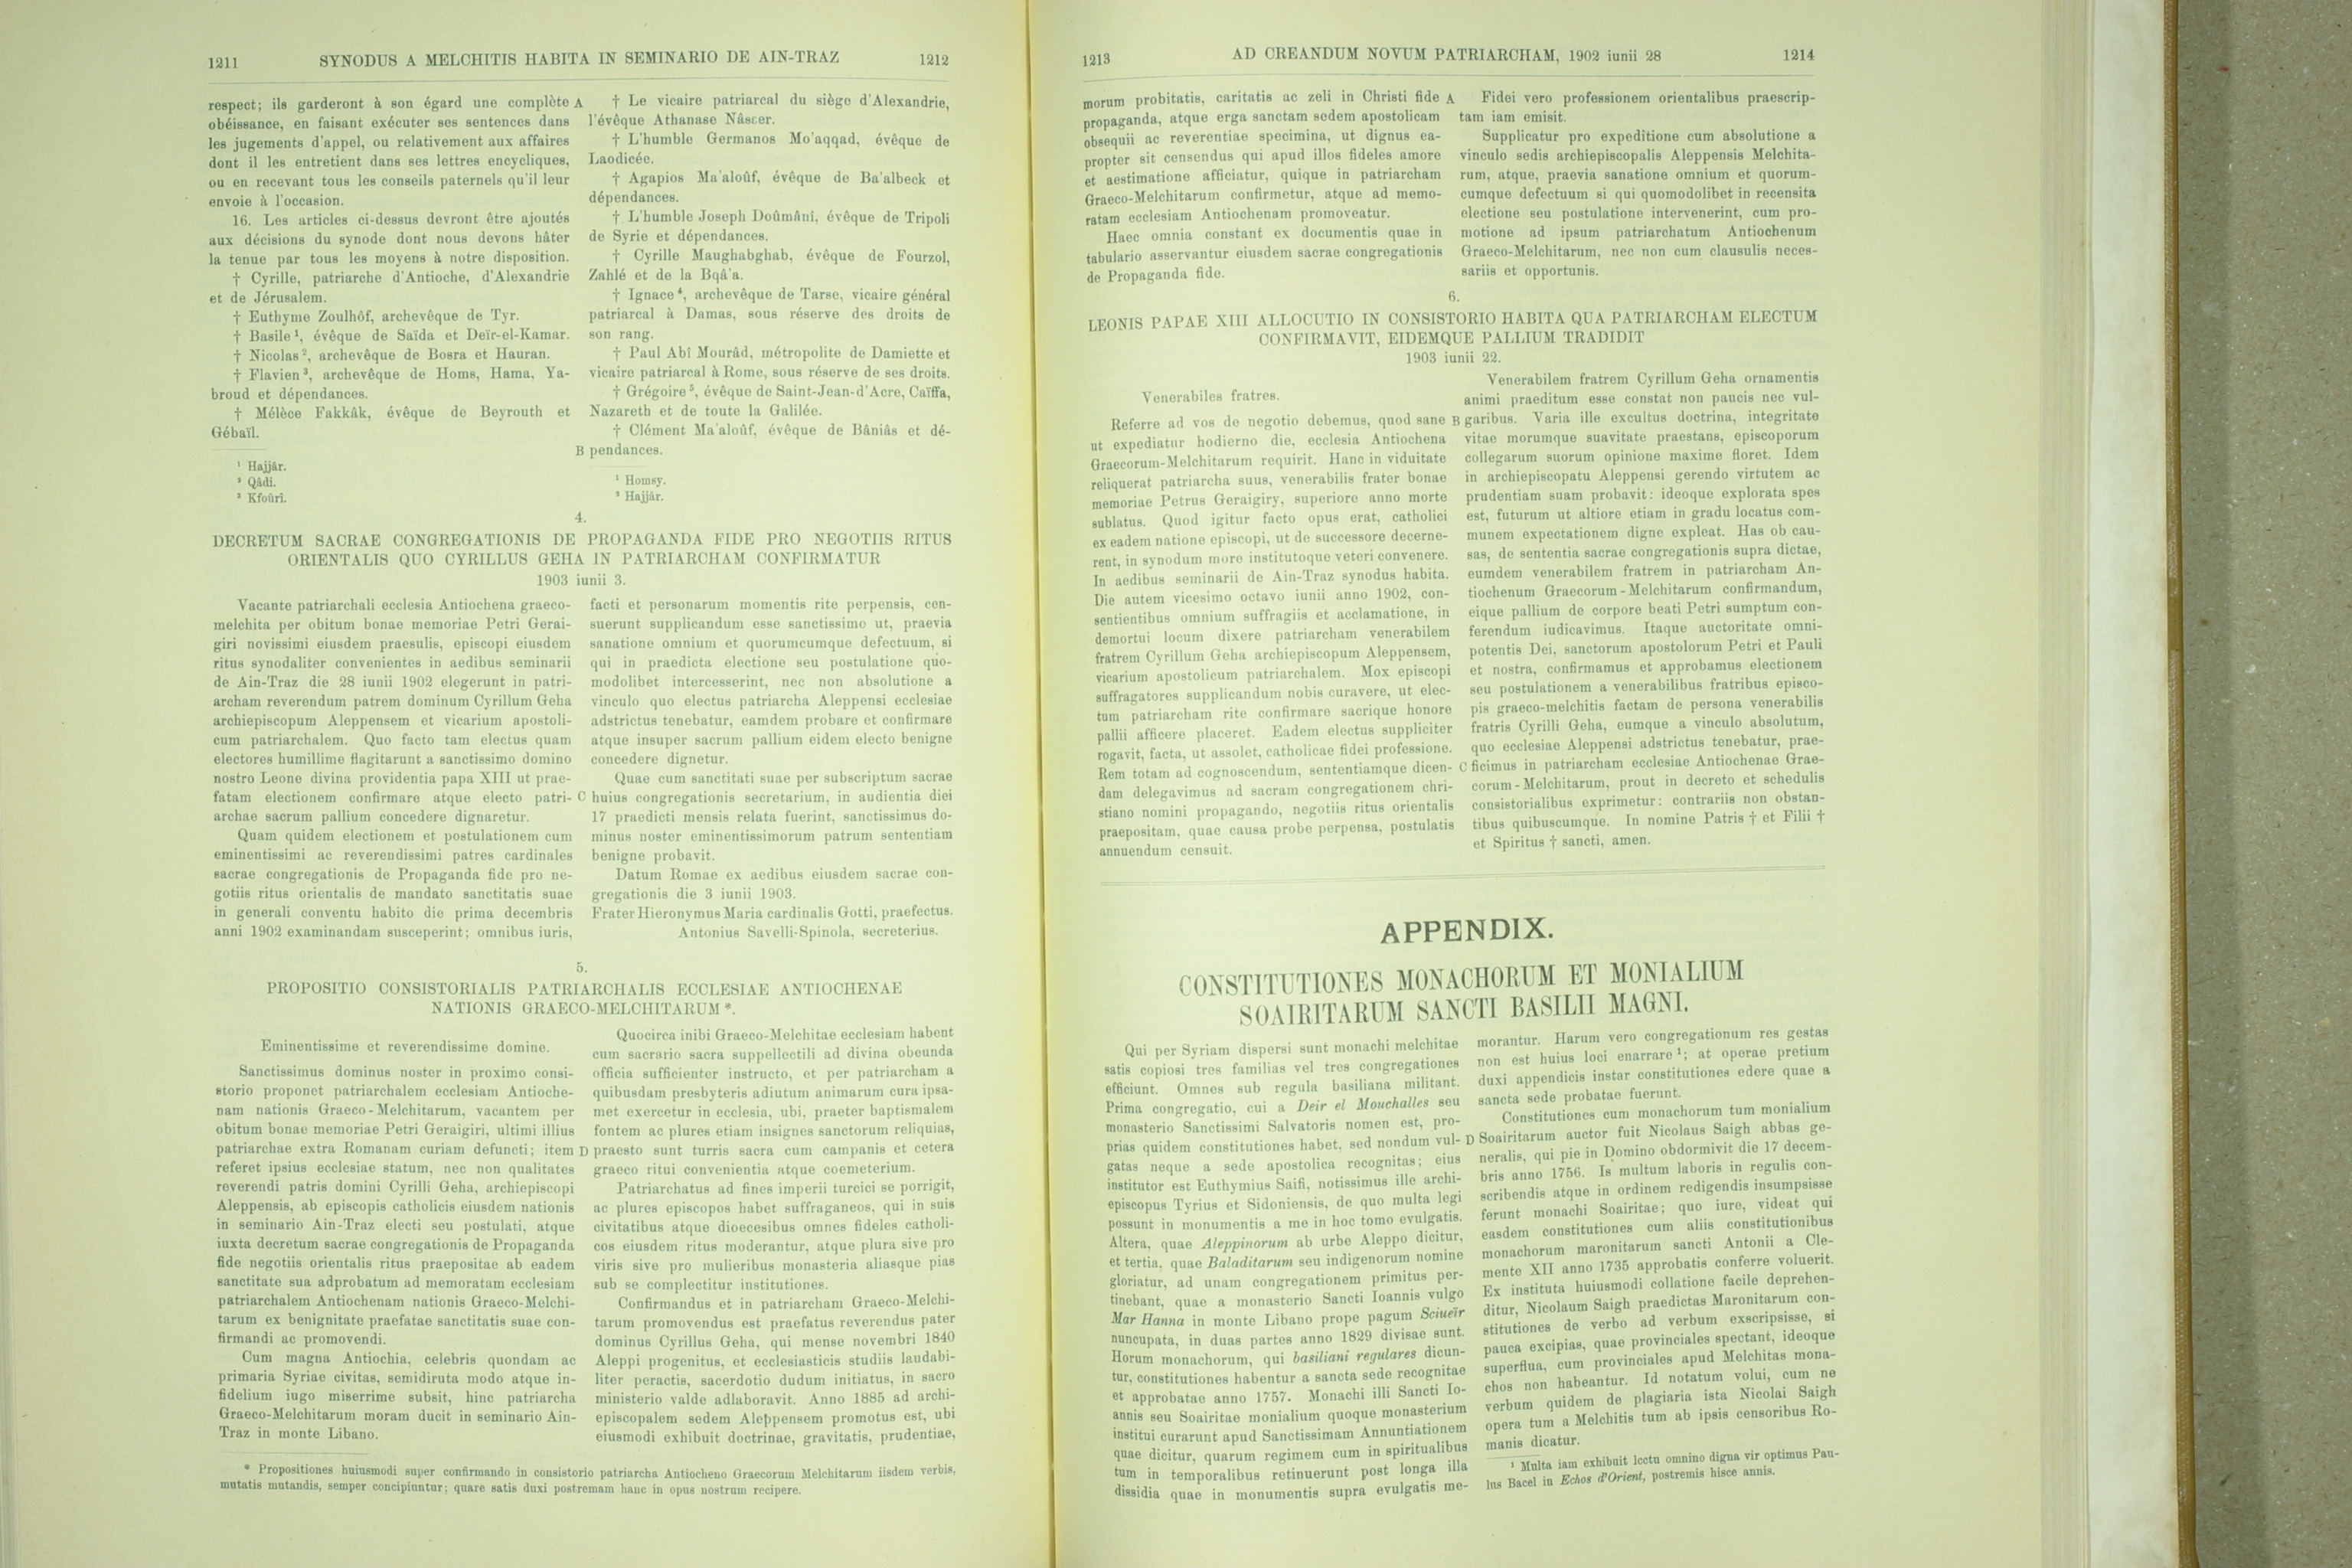 1211
SYNODUS A MELCHITIS HABITA IN SEMINARIO DE AIN-TRAZ
1212
respect; ils garderont à son égard une complète
obéissance, en faisant exécuter ses sentences dans
les jugements d'appel, ou relativement aux affaires
dont il les entretient dans ses lettres encycliques,
ou en recevant tous les conseils paternels qu'il leur
envoie à l'occasion.
16. Les articles ci-dessus devront être ajoutés
aux décisions du synode dont nous devons hâter
la tenue par tous les moyens à notre disposition.
† Cyrille, patriarche d'Antioche, d'Alexandrie
et de Jérusalem.
† Euthyme Zoulhôf, archevêque de Tyr.
† Basile ¹, évêque de Saïda et Deïr-el-Kamar.
† Nicolas ², archevêque de Bosra et Hauran.
† Flavien ³, archevêque de Homs, Hama, Ya-
broud et dépendances.
† Mélèce Fakkâk, évêque de Beyrouth et
Gébaïl.
¹ Hajjâr.
² Qâdi.
³ Kfoûrî.
A
† Le vicaire patriarcal du siège d'Alexandrie,
l'évêque Athanase Nâsser.
† L'humble Germanos Mo'aqqad, évêque de
Laodicée.
† Agapios Ma'aloûf, évêque de Ba'albeck et
dépendances.
† L'humble Joseph Doûmânî, évêque de Tripoli
de Syrie et dépendances.
† Cyrille Maughabghab, évêque de Fourzol,
Zahlé et de la Bqâ'a.
† Ignace ⁴, archevêque de Tarse, vicaire général
patriarcal à Damas, sous réserve des droits de
son rang.
† Paul Abî Mourâd, métropolite de Damiette et
vicaire patriarcal à Rome, sous réserve de ses droits.
† Grégoire ⁵, évêque de Saint-Jean-d'Acre, Caïffa,
Nazareth et de toute la Galilée.
† Clément Ma'aloûf, évêque de Bâniâs et dé-
B pendances.
¹ Homsy.
² Hajjâr.
4.
DECRETUM SACRAE CONGREGATIONIS DE PROPAGANDA FIDE PRO NEGOTIIS RITUS
ORIENTALIS QUO CYRILLUS GEHA IN PATRIARCHAM CONFIRMATUR
1903 iunii 3.
Vacante patriarchali ecclesia Antiochena graeco-
melchita per obitum bonae memoriae Petri Gerai-
giri novissimi eiusdem praesulis, episcopi eiusdem
ritus synodaliter convenientes in aedibus seminarii
de Ain-Traz die 28 iunii 1902 elegerunt in patri-
archam reverendum patrem dominum Cyrillum Geha
archiepiscopum Aleppensem et vicarium apostoli-
cum patriarchalem. Quo facto tam electus quam
electores humillime flagitarunt a sanctissimo domino
nostro Leone divina providentia papa XIII ut prae-
fatam electionem confirmare atque electo patri-
archae sacrum pallium concedere dignaretur.
Quam quidem electionem et postulationem cum
eminentissimi ac reverendissimi patres cardinales
sacrae congregationis de Propaganda fide pro ne-
gotiis ritus orientalis de mandato sanctitatis suae
in generali conventu habito die prima decembris
anni 1902 examinandam susceperint; omnibus iuris,
facti et personarum momentis rite perpensis, cen-
suerunt supplicandum esse sanctissimo ut, praevia
sanatione omnium et quorumcumque defectuum, si
qui in praedicta electione seu postulatione quo-
modolibet intercesserint, nec non absolutione a
vinculo quo electus patriarcha Aleppensi ecclesiae
adstrictus tenebatur, eamdem probare et confirmare
atque insuper sacrum pallium eidem electo benigne
concedere dignetur.
Quae cum sanctitati suae per subscriptum sacrae
C huius congregationis secretarium, in audientia diei
17 praedicti mensis relata fuerint, sanctissimus do-
minus noster eminentissimorum patrum sententiam
benigne probavit.
Datum Romae ex aedibus eiusdem sacrae con-
gregationis die 3 iunii 1903.
Frater Hieronymus Maria cardinalis Gotti, praefectus.
Antonius Savelli-Spinola, secreterius.
5.
PROPOSITIO CONSISTORIALIS PATRIARCHALIS ECCLESIAE ANTIOCHENAE
NATIONIS GRAECO-MELCHITARUM *.
Eminentissime et reverendissime domine.
Sanctissimus dominus noster in proximo consi-
storio proponet patriarchalem ecclesiam Antioche-
nam nationis Graeco-Melchitarum, vacantem per
obitum bonae memoriae Petri Geraigiri, ultimi illius
patriarchae extra Romanam curiam defuncti; item
referet ipsius ecclesiae statum, nec non qualitates
reverendi patris domini Cyrilli Geha, archiepiscopi
Aleppensis, ab episcopis catholicis eiusdem nationis
in seminario Ain-Traz electi seu postulati, atque
iuxta decretum sacrae congregationis de Propaganda
fide negotiis orientalis ritus praepositae ab eadem
sanctitate sua adprobatum ad memoratam ecclesiam
patriarchalem Antiochenam nationis Graeco-Melchi-
tarum ex benignitate praefatae sanctitatis suae con-
firmandi ac promovendi.
Cum magna Antiochia, celebris quondam ac
primaria Syriae civitas, semidiruta modo atque in-
fidelium iugo miserrime subsit, hinc patriarcha
Graeco-Melchitarum moram ducit in seminario Ain-
Traz in monte Libano.
Quocirca inibi Graeco-Melchitae ecclesiam habent
cum sacrario sacra suppellectili ad divina obeunda
officia sufficienter instructo, et per patriarcham a
quibusdam presbyteris adiutum animarum cura ipsa-
met exercetur in ecclesia, ubi, praeter baptismalem
fontem ac plures etiam insignes sanctorum reliquias,
D praesto sunt turris sacra cum campanis et cetera
graeco ritui convenientia atque coemeterium.
Patriarchatus ad fines imperii turcici se porrigit,
ac plures episcopos habet suffraganeos, qui in suis
civitatibus atque dioecesibus omnes fideles catholi-
cos eiusdem ritus moderantur, atque plura sive pro
viris sive pro mulieribus monasteria aliasque pias
sub se complectitur institutiones.
Confirmandus et in patriarcham Graeco-Melchi-
tarum promovendus est praefatus reverendus pater
dominus Cyrillus Geha, qui mense novembri 1840
Aleppi progenitus, et ecclesiasticis studiis laudabi-
liter peractis, sacerdotio dudum initiatus, in sacro
ministerio valde adlaboravit. Anno 1885 ad archi-
episcopalem sedem Aleppensem promotus est, ubi
eiusmodi exhibuit doctrinae, gravitatis, prudentiae,
* Propositiones huiusmodi super confirmando in consistorio patriarcha Antiocheno Graecorum Melchitarum iisdem verbis,
mutatis mutandis, semper concipiuntur; quare satis duxi postremam hanc in opus nostrum recipere.
1213
AD CREANDUM NOVUM PATRIARCHAM, 1902 iunii 28
1214
morum probitatis, caritatis ac zeli in Christi fide
propaganda, atque erga sanctam sedem apostolicam
obsequii ac reverentiae specimina, ut dignus ea-
propter sit censendus qui apud illos fideles amore
et aestimatione afficiatur, quique in patriarcham
Graeco-Melchitarum confirmetur, atque ad memo-
ratam ecclesiam Antiochenam promoveatur.
Haec omnia constant ex documentis quae in
tabulario asservantur eiusdem sacrae congregationis
de Propaganda fide.
A
Fidei vero professionem orientalibus praescrip-
tam iam emisit.
Supplicatur pro expeditione cum absolutione a
vinculo sedis archiepiscopalis Aleppensis Melchita-
rum, atque, praevia sanatione omnium et quorum-
cumque defectuum si qui quomodolibet in recensita
electione seu postulatione intervenerint, cum pro-
motione ad ipsum patriarchatum Antiochenum
Graeco-Melchitarum, nec non cum clausulis neces-
sariis et opportunis.
6.
LEONIS PAPAE XIII ALLOCUTIO IN CONSISTORIO HABITA QUA PATRIARCHAM ELECTUM
CONFIRMAVIT, EIDEMQUE PALLIUM TRADIDIT
1903 iunii 22.
Venerabiles fratres.
Referre ad vos de negotio debemus, quod sane
ut expediatur hodierno die, ecclesia Antiochena
Graecorum-Melchitarum requirit. Hanc in viduitate
reliquerat patriarcha suus, venerabilis frater bonae
memoriae Petrus Geraigiry, superiore anno morte
sublatus. Quod igitur facto opus erat, catholici
ex eadem natione episcopi, ut de successore decerne-
rent, in synodum more institutoque veteri convenere.
In aedibus seminarii de Ain-Traz synodus habita.
Die autem vicesimo octavo iunii anno 1902, con-
sentientibus omnium suffragiis et acclamatione, in
demortui locum dixere patriarcham venerabilem
fratrem Cyrillum Geha archiepiscopum Aleppensem,
vicarium apostolicum patriarchalem. Mox episcopi
suffragatores supplicandum nobis curavere, ut elec-
tum patriarcham rite confirmare sacrique honore
pallii afficere placeret. Eadem electus suppliciter
rogavit, facta, ut assolet, catholicae fidei professione.
Rem totam ad cognoscendum, sententiamque dicen-
dam delegavimus ad sacram congregationem chri-
stiano nomini propagando, negotiis ritus orientalis
praepositam, quae causa probe perpensa, postulatis
annuendum censuit.
Venerabilem fratrem Cyrillum Geha ornamentis
animi praeditum esse constat non paucis nec vul-
B garibus. Varia ille excultus doctrina, integritate
vitae morumque suavitate praestans, episcoporum
collegarum suorum opinione maxime floret. Idem
in archiepiscopatu Aleppensi gerendo virtutem ac
prudentiam suam probavit: ideoque explorata spes
est, futurum ut altiore etiam in gradu locatus com-
munem expectationem digne expleat. Has ob cau-
sas, de sententia sacrae congregationis supra dictae,
eumdem venerabilem fratrem in patriarcham An-
tiochenum Graecorum-Melchitarum confirmandum,
eique pallium de corpore beati Petri sumptum con-
ferendum iudicavimus. Itaque auctoritate omni-
potentis Dei, sanctorum apostolorum Petri et Pauli
et nostra, confirmamus et approbamus electionem
seu postulationem a venerabilibus fratribus episco-
pis graeco-melchitis factam de persona venerabilis
fratris Cyrilli Geha, eumque a vinculo absolutum,
quo ecclesiae Aleppensi adstrictus tenebatur, prae-
C ficimus in patriarcham ecclesiae Antiochenae Grae-
corum-Melchitarum, prout in decreto et schedulis
consistorialibus exprimetur: contrariis non obstan-
tibus quibuscumque. In nomine Patris † et Filii †
et Spiritus † sancti, amen.
APPENDIX.
CONSTITUTIONES MONACHORUM ET MONIALIUM
SOAIRITARUM SANCTI BASILII MAGNI.
Qui per Syriam dispersi sunt monachi melchitae
satis copiosi tres familias vel tres congregationes
efficiunt. Omnes sub regula basiliana militant.
Prima congregatio, cui a Deir el Mouchalles seu
monasterio Sanctissimi Salvatoris nomen est, pro-
prias quidem constitutiones habet, sed nondum vul-
gatas neque a sede apostolica recognitas; eius
institutor est Euthymius Saifi, notissimus ille archi-
episcopus Tyrius et Sidoniensis, de quo multa legi
possunt in monumentis a me in hoc tomo evulgatis.
Altera, quae Aleppinorum ab urbe Aleppo dicitur,
et tertia, quae Baladitarum seu indigenorum nomine
gloriatur, ad unam congregationem primitus per-
tinebant, quae a monasterio Sancti Ioannis vulgo
Mar Hanna in monte Libano prope pagum Sciueïr
nuncupata, in duas partes anno 1829 divisae sunt.
Horum monachorum, qui basiliani regulares dicun-
tur, constitutiones habentur a sancta sede recognitae
et approbatae anno 1757. Monachi illi Sancti Io-
annis seu Soairitae monialium quoque monasterium
institui curarunt apud Sanctissimam Annuntiationem
quae dicitur, quarum regimem cum in spiritualibus
tum in temporalibus retinuerunt post longa illa
dissidia quae in monumentis supra evulgatis me-
morantur. Harum vero congregationum res gestas
non est huius loci enarrare ¹; at operae pretium
duxi appendicis instar constitutiones edere quae a
sancta sede probatae fuerunt.
Constitutiones cum monachorum tum monialium
D Soairitarum auctor fuit Nicolaus Saigh abbas ge-
neralis, qui pie in Domino obdormivit die 17 decem-
bris anno 1756. Is multum laboris in regulis con-
scribendis atque in ordinem redigendis insumpsisse
ferunt monachi Soairitae; quo iure, videat qui
easdem constitutiones cum aliis constitutionibus
monachorum maronitarum sancti Antonii a Cle-
mente XII anno 1735 approbatis conferre voluerit.
Ex instituta huiusmodi collatione facile deprehen-
ditur, Nicolaum Saigh praedictas Maronitarum con-
stitutiones de verbo ad verbum exscripsisse, si
pauca excipias, quae provinciales spectant, ideoque
superflua, cum provinciales apud Melchitas mona-
chos non habeantur. Id notatum volui, cum ne
verbum quidem de plagiaria ista Nicolai Saigh
opera tum a Melchitis tum ab ipsis censoribus Ro-
manis dicatur.
¹ Multa iam exhibuit lectu omnino digna vir optimus Pau-
lus Bacel in Echos d'Orient, postremis hisce annis.